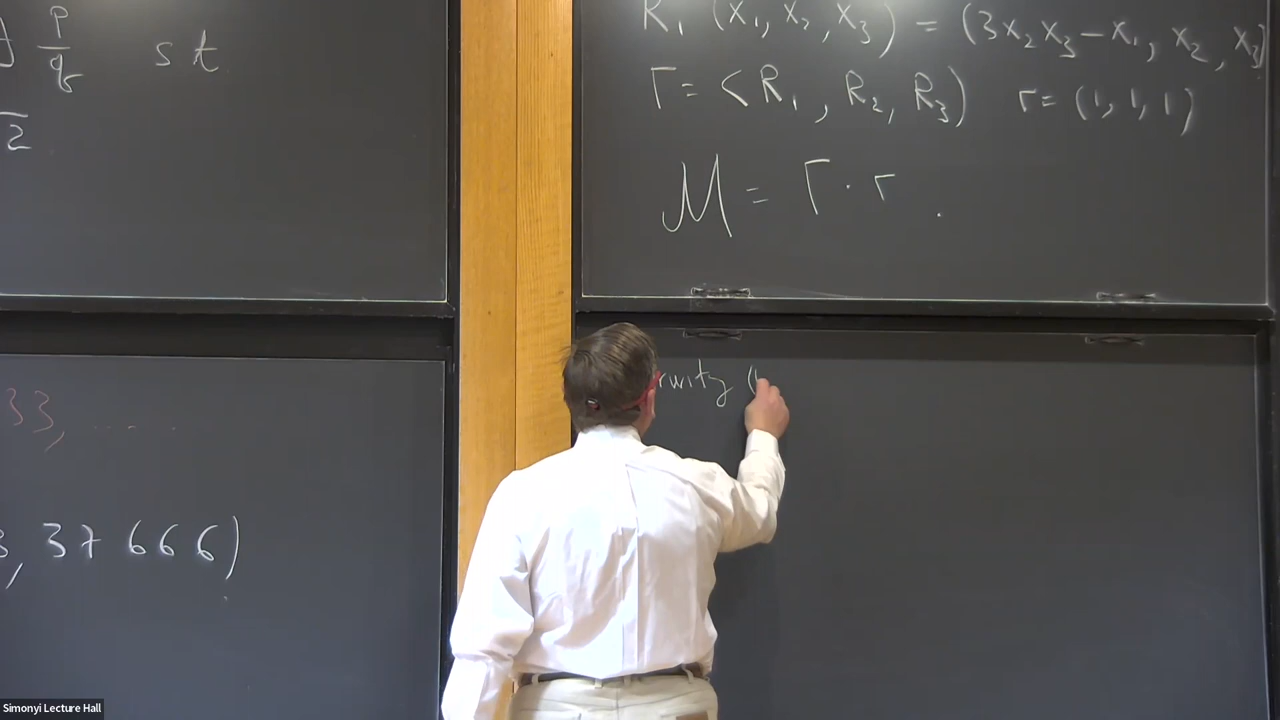 ∃ p/q s t
2
33, .....
, 37 666)
R₁ (x₁, x₂, x₃) = (3x₂x₃ − x₁, x₂, x₃)
Γ = < R₁, R₂, R₃) r = (1, 1, 1)
M = Γ · r .
rwity (
Simonyi Lecture Hall